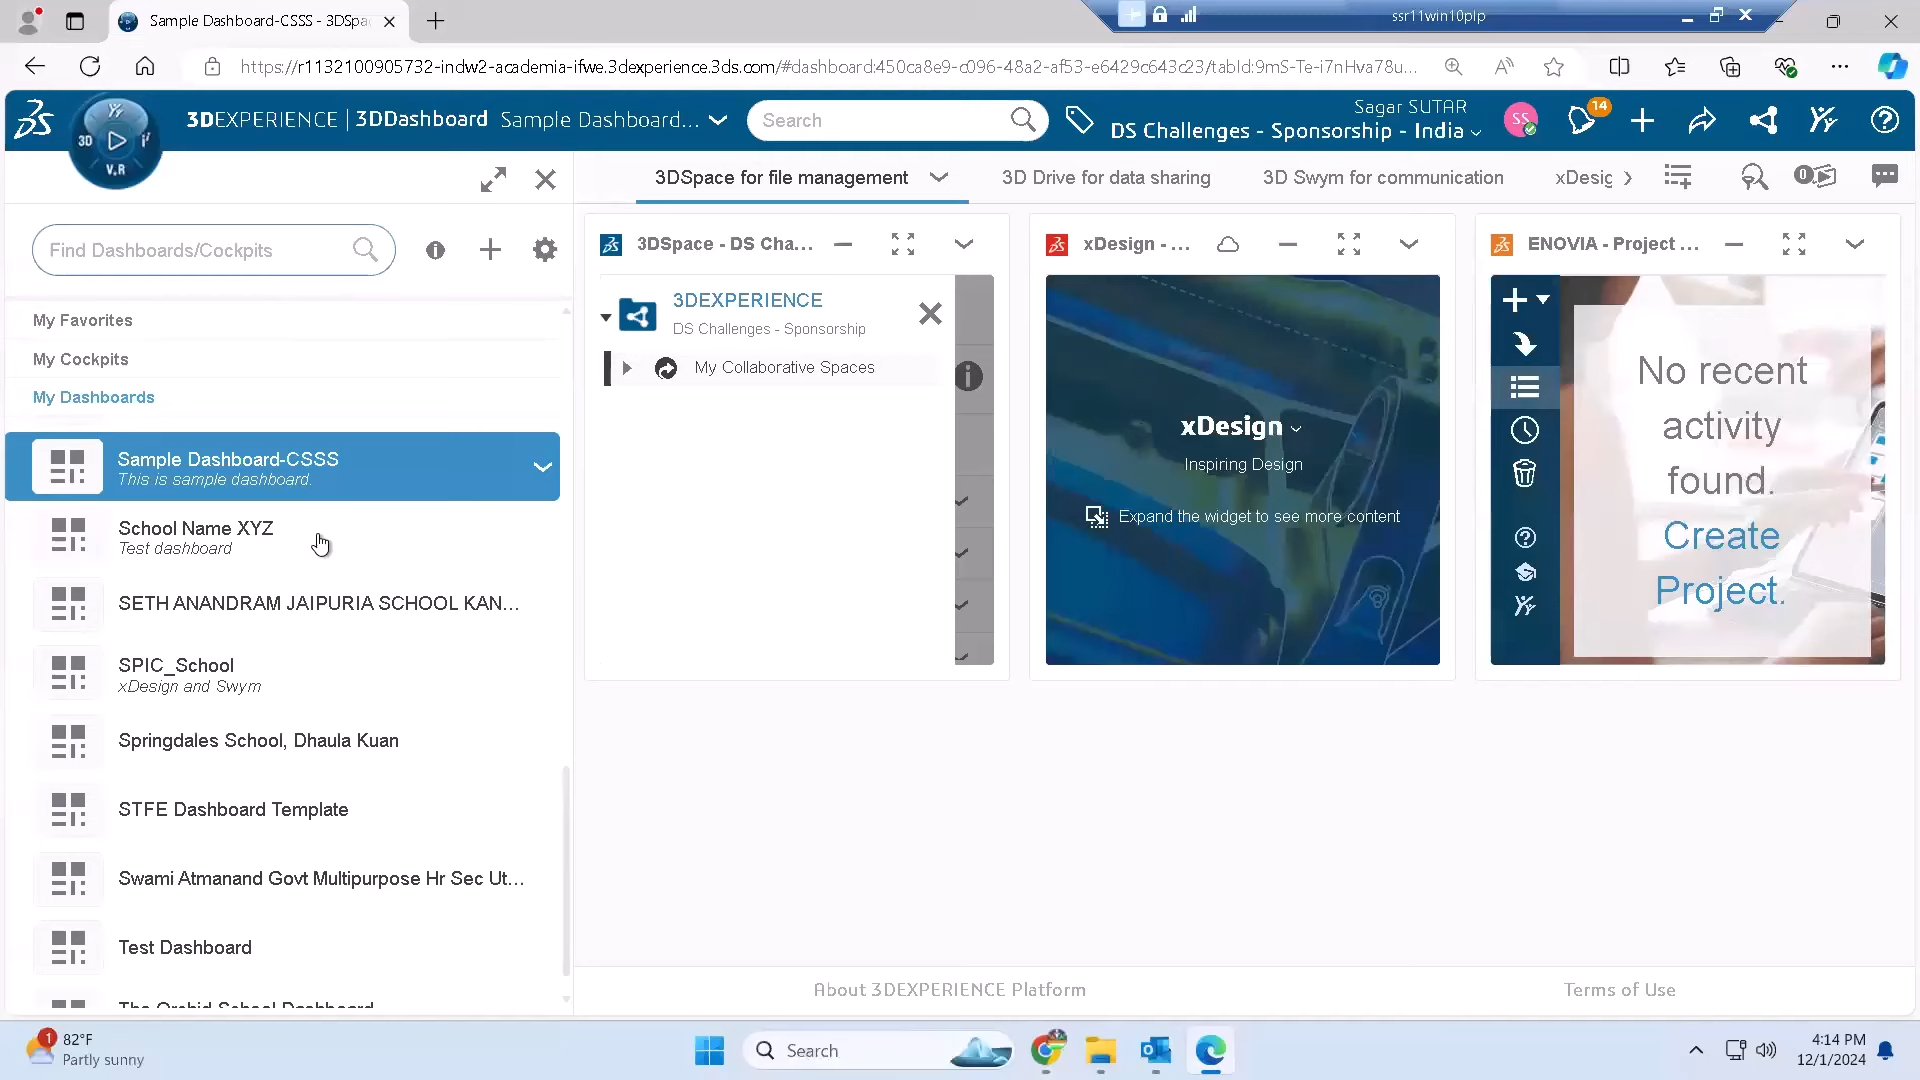 Sample Dashboard-CSSS - 3DSpa
ssr11win10plp
https://r1132100905732-indw2-academia-ifwe.3dexperience.3ds.com/#dashboard:450ca8e9-c096-48a2-af53-e6429c643c23/tabId:9mS-Te-i7nHva78u...
3DEXPERIENCE | 3DDashboard Sample Dashboard...
Search
Sagar SUTAR
DS Challenges - Sponsorship - India
SS
14
3D
V.R
3DSpace for file management
3D Drive for data sharing
3D Swym for communication
xDesig
0
Find Dashboards/Cockpits
My Favorites
My Cockpits
My Dashboards
Sample Dashboard-CSSS
This is sample dashboard.
School Name XYZ
Test dashboard
SETH ANANDRAM JAIPURIA SCHOOL KAN...
SPIC_School
xDesign and Swym
Springdales School, Dhaula Kuan
STFE Dashboard Template
Swami Atmanand Govt Multipurpose Hr Sec Ut...
Test Dashboard
The Orchid School Dashboard
3DSpace - DS Cha...
3DEXPERIENCE
DS Challenges - Sponsorship
My Collaborative Spaces
xDesign - ...
xDesign
Inspiring Design
Expand the widget to see more content
ENOVIA - Project ...
No recent
activity
found.
Create
Project.
About 3DEXPERIENCE Platform
Terms of Use
1
82°F
Partly sunny
Search
4:14 PM
12/1/2024